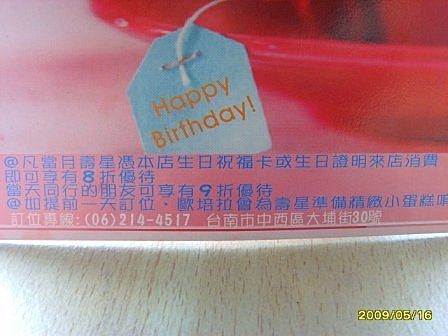 Happy
Birthday!
@凡當月壽星憑本店生日祝福卡或生日證明來店消費
即可享有8折優待
當天同行的朋友可享有9折優待
@如提前一天訂位，歐培拉會為壽星準備精緻小蛋糕唷
訂位專線:(06)214-4517 台南市中西區大埔街30號
2009/05/16